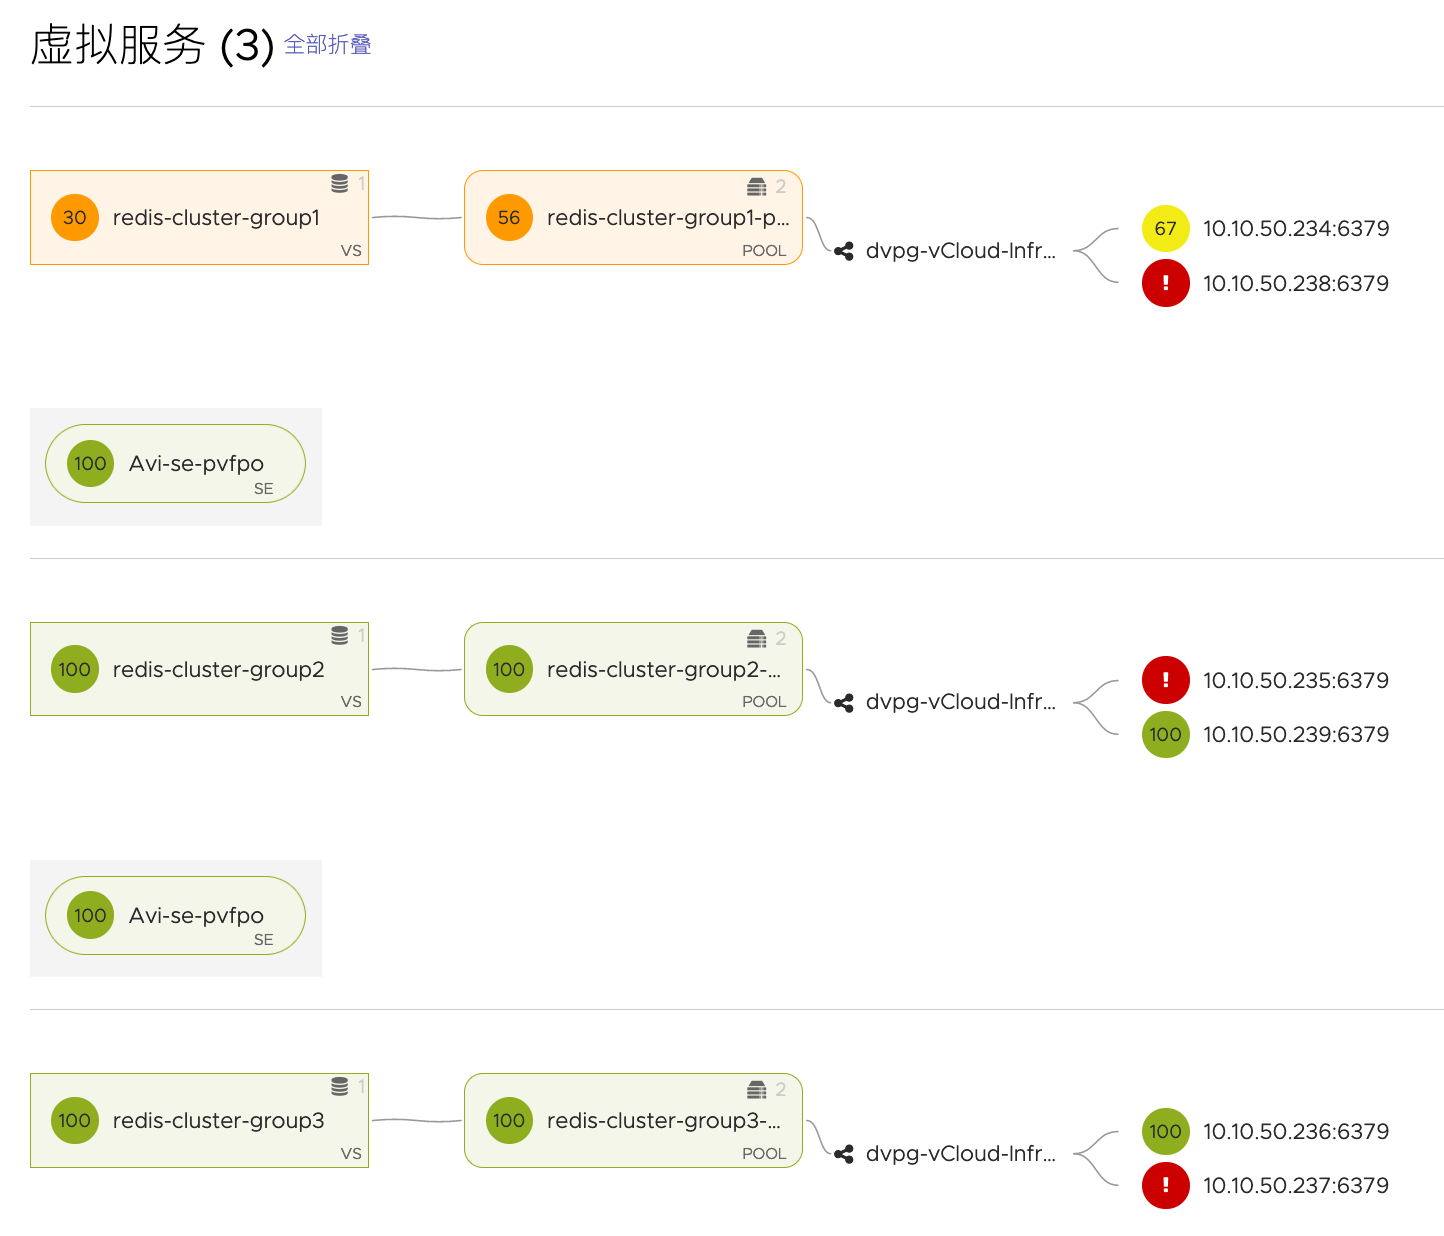 虚拟服务 (3) 全部折叠
1
30 redis-cluster-group1
VS
2
56 redis-cluster-group1-p...
POOL
dvpg-vCloud-Infr...
67 10.10.50.234:6379
! 10.10.50.238:6379
100 Avi-se-pvfpo
SE
1
100 redis-cluster-group2
VS
2
100 redis-cluster-group2-...
POOL
dvpg-vCloud-Infr...
! 10.10.50.235:6379
100 10.10.50.239:6379
100 Avi-se-pvfpo
SE
1
100 redis-cluster-group3
VS
2
100 redis-cluster-group3-...
POOL
dvpg-vCloud-Infr...
100 10.10.50.236:6379
! 10.10.50.237:6379